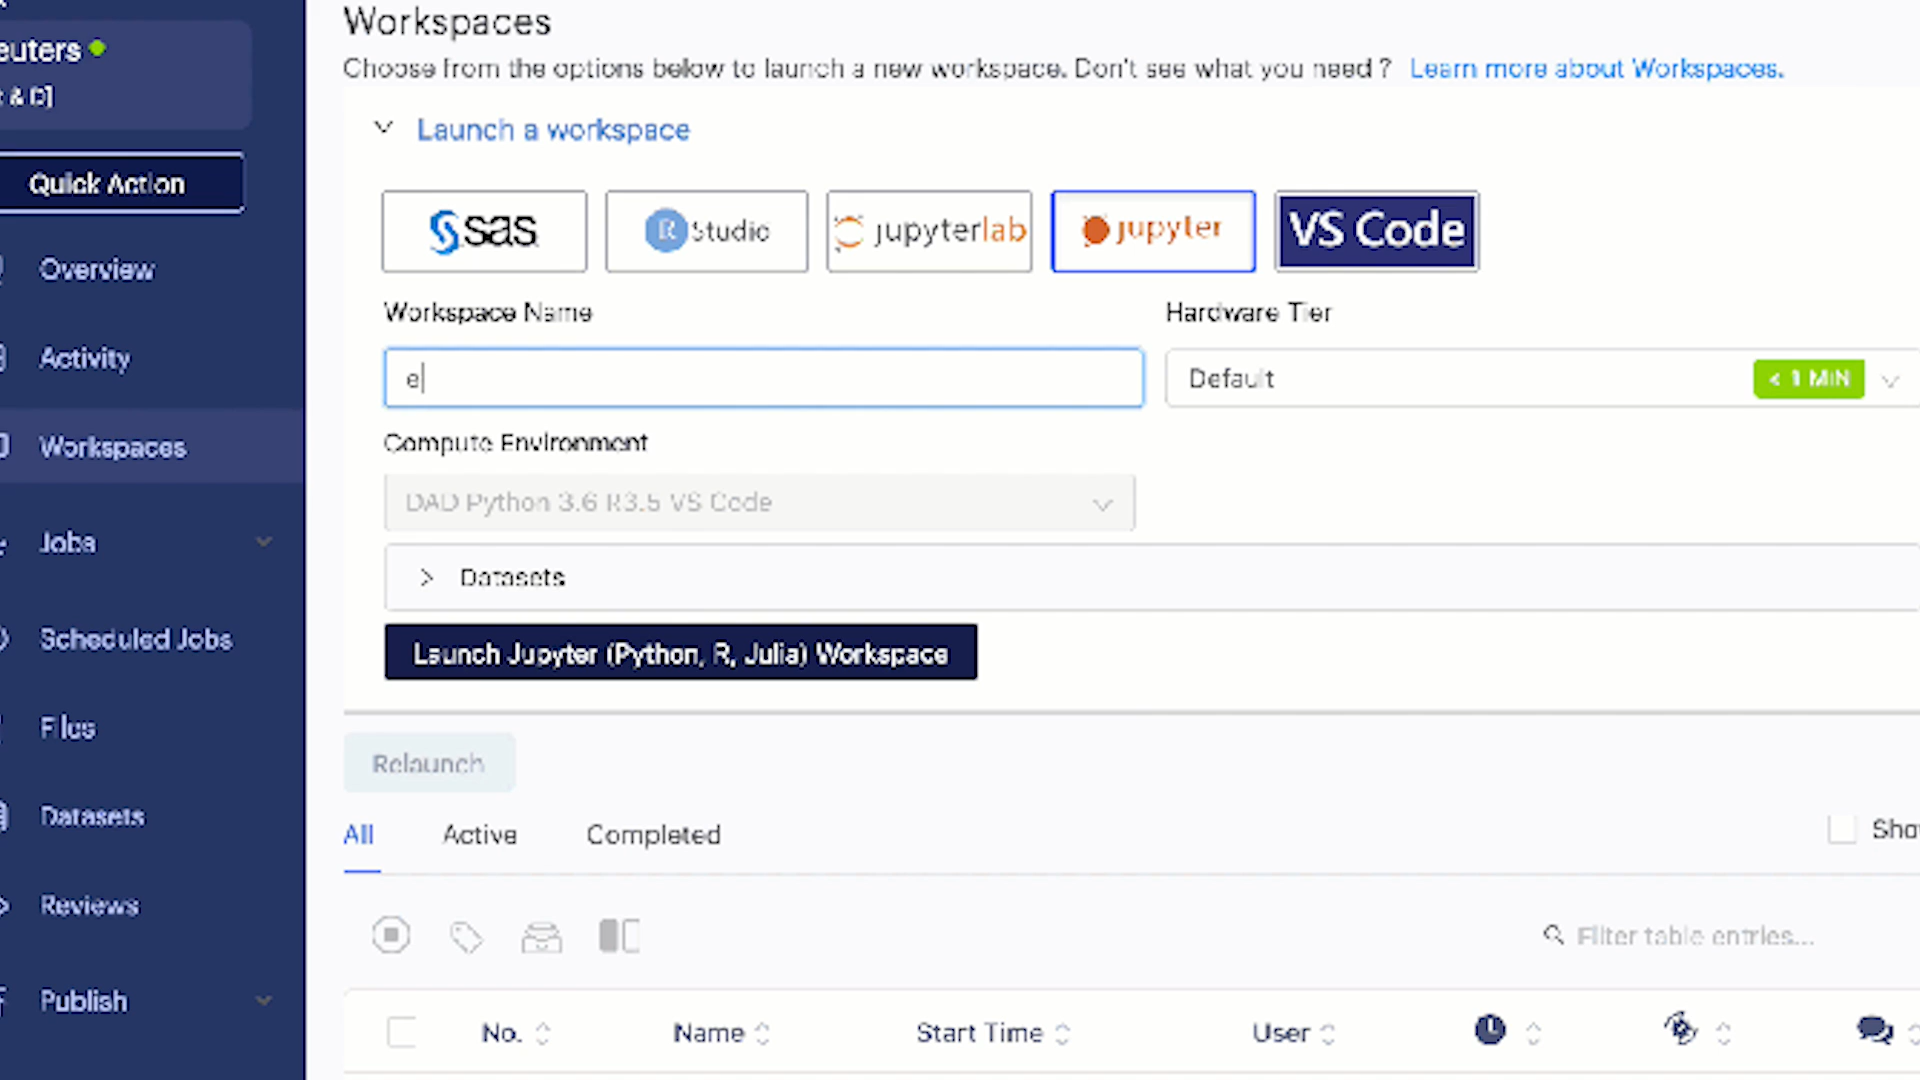 Workspaces
Choose from the options below to launch a new workspace. Don't see what you need ? Learn more about Workspaces.
euters
& D]
Quick Action
Overview
Activity
Workspaces
Jobs
Scheduled Jobs
Files
Datasets
Reviews
Publish
Launch a workspace
sas
R Studio
jupyterlab
jupyter
VS Code
Workspace Name
Hardware Tier
e
Default
< 1 MIN
Compute Environment
DAD Python 3.6 R3.5 VS Code
Datasets
Launch Jupyter (Python, R, Julia) Workspace
Relaunch
All
Active
Completed
Sho
Filter table entries...
No.
Name
Start Time
User